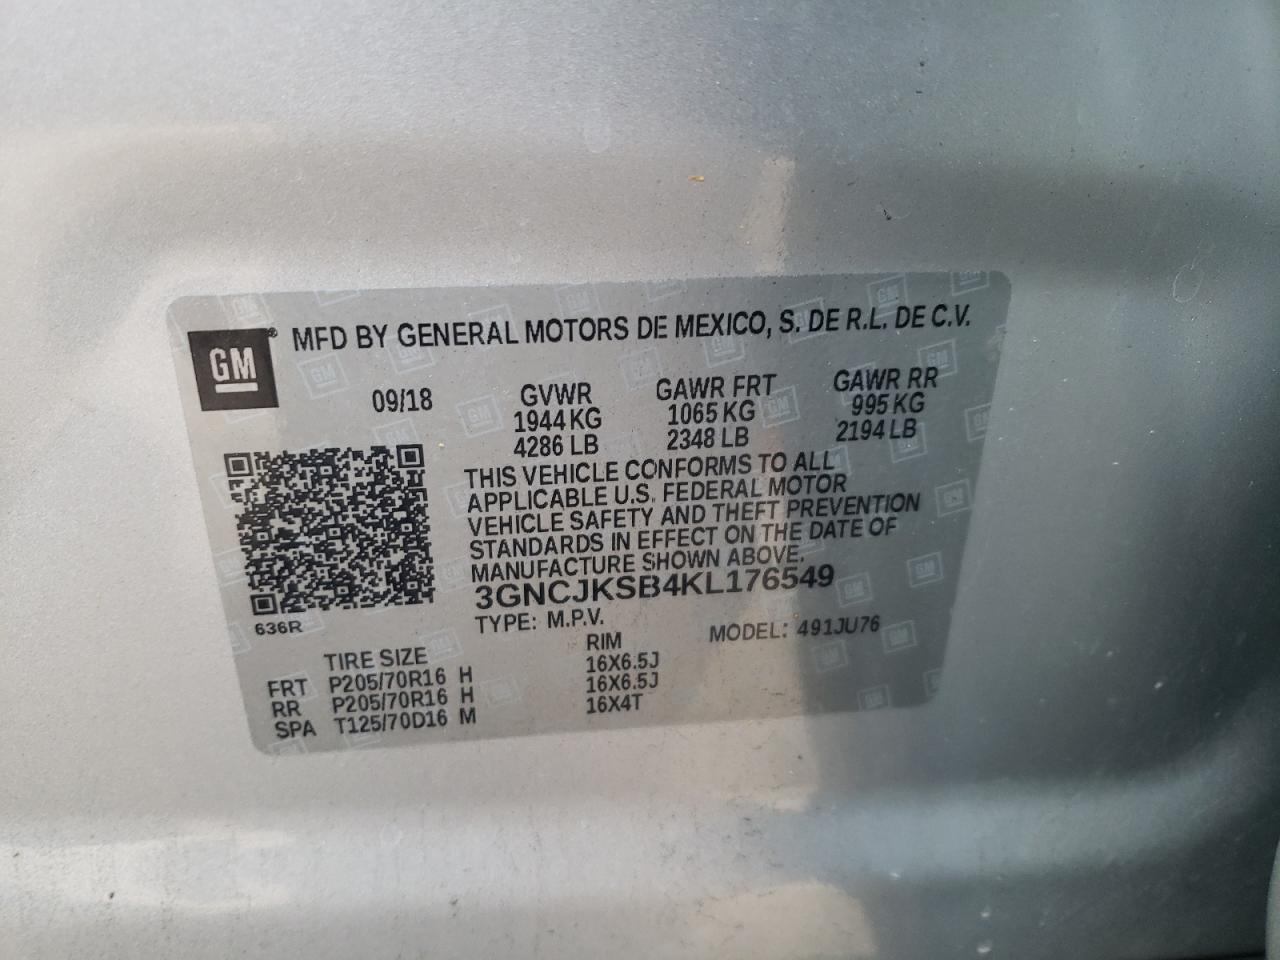 GM® MFD BY GENERAL MOTORS DE MEXICO, S. DE R.L. DE C.V.
09/18 GVWR GAWR FRT GAWR RR
1944 KG 1065 KG 995 KG
4286 LB 2348 LB 2194 LB
THIS VEHICLE CONFORMS TO ALL
APPLICABLE U.S. FEDERAL MOTOR
VEHICLE SAFETY AND THEFT PREVENTION
STANDARDS IN EFFECT ON THE DATE OF
MANUFACTURE SHOWN ABOVE.
3GNCJKSB4KL176549
636R TYPE: M.P.V. MODEL: 491JU76
TIRE SIZE RIM
FRT P205/70R16 H 16X6.5J
RR P205/70R16 H 16X6.5J
SPA T125/70D16 M 16X4T